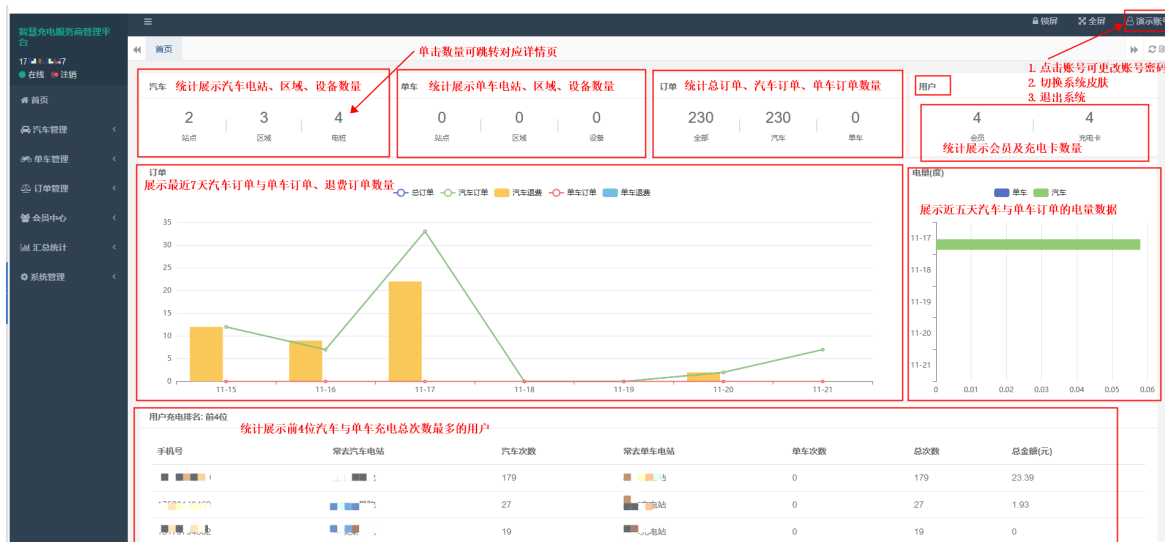 智慧充电服务商管理平台
锁屏 全屏 演示账号
首页
单击数量可跳转对应详情页
在线 注销
首页
汽车管理
单车管理
订单管理
会员中心
汇总统计
系统管理
1. 点击账号可更改账号密码
2. 切换系统皮肤
3. 退出系统
汽车 统计展示汽车电站、区域、设备数量
2 3 4
站点 区域 电桩
单车 统计展示单车电站、区域、设备数量
0 0 0
站点 区域 设备
订单 统计总订单、汽车订单、单车订单数量
230 230 0
全部 汽车 单车
用户
4 4
会员 充电卡
统计展示会员及充电卡数量
订单
展示最近7天汽车订单与单车订单、退费订单数量
总订单 汽车订单 汽车退费 单车订单 单车退费
35
30
25
20
15
10
5
0
11-15 11-16 11-17 11-18 11-19 11-20 11-21
电量(度)
单车 汽车
展示近五天汽车与单车订单的电量数据
11-17
11-18
11-19
11-20
11-21
0 0.01 0.02 0.03 0.04 0.05 0.06
用户充电排名: 前4位
统计展示前4位汽车与单车充电总次数最多的用户
手机号 常去汽车电站 汽车次数 常去单车电站 单车次数 总次数 总金额(元)
179 0 179 23.39
27 电站 0 27 1.93
19 充电站 0 19 0